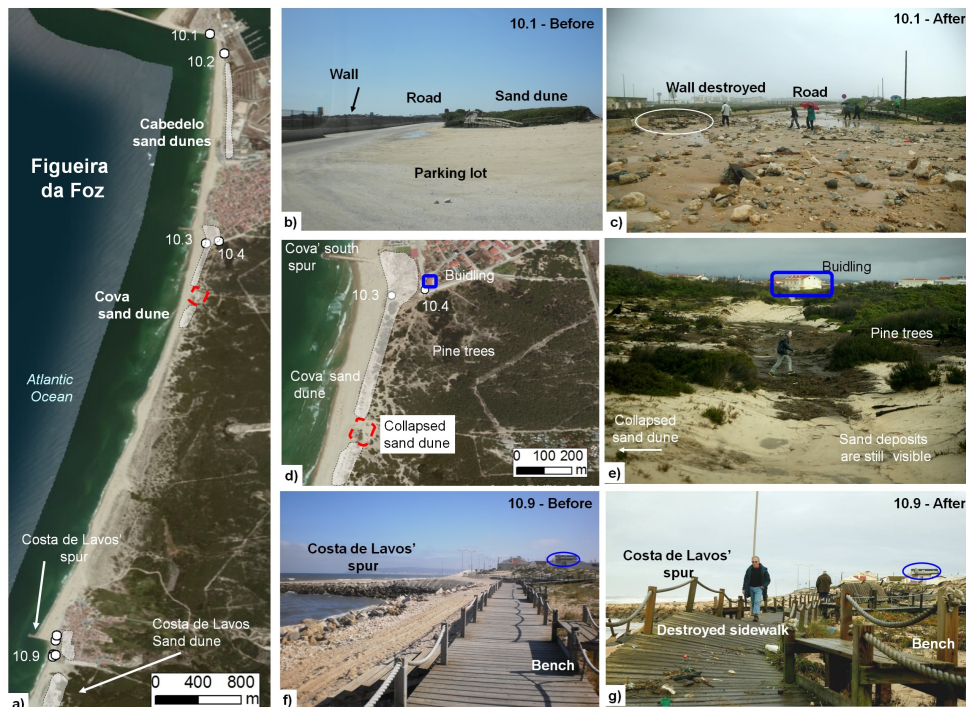 10.1
10.2
Cabedelo
sand dunes
Figueira
da Foz
10.3
10.4
Cova
sand dune
Atlantic
Ocean
Costa de Lavos'
spur
Costa de Lavos
Sand dune
10.9
0 400 800
m
a)
10.1 - Before
Wall
Road
Sand dune
Parking lot
b)
10.1 - After
Wall destroyed
Road
c)
Cova' south
spur
Buidling
10.3
10.4
Pine trees
Cova' sand
dune
Collapsed
sand dune
0 100 200
m
d)
Buidling
Pine trees
Collapsed
sand dune
Sand deposits
are still visible
e)
10.9 - Before
Costa de Lavos'
spur
Bench
f)
10.9 - After
Costa de Lavos'
spur
Destroyed sidewalk
Bench
g)